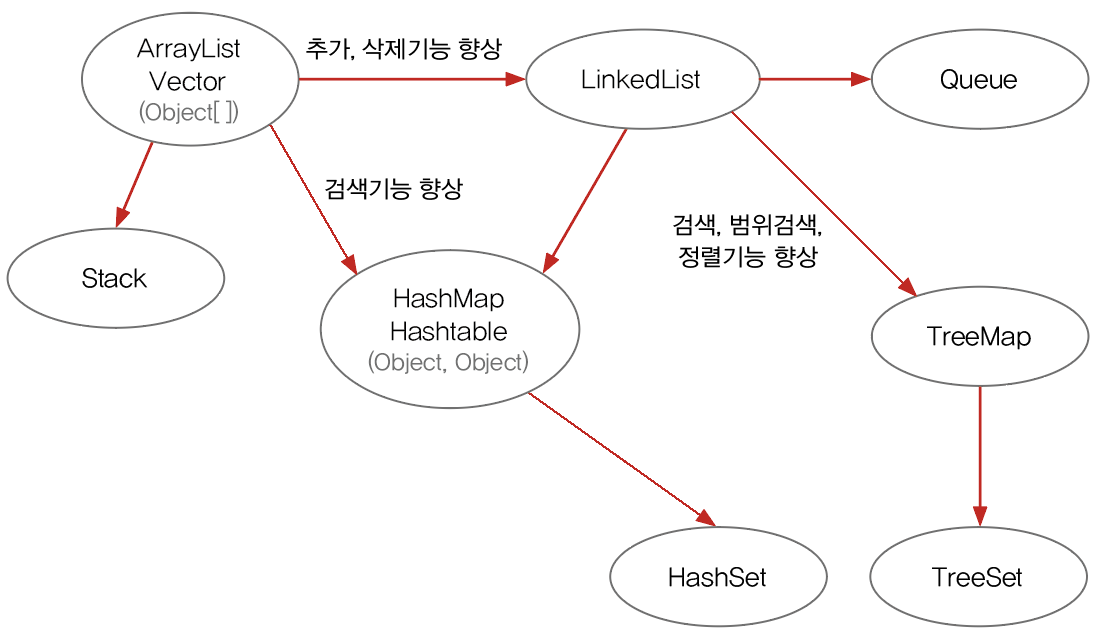 ArrayList
Vector
(Object[ ])
추가, 삭제기능 향상
LinkedList
Queue
검색기능 향상
검색, 범위검색,
정렬기능 향상
Stack
HashMap
Hashtable
(Object, Object)
TreeMap
HashSet
TreeSet